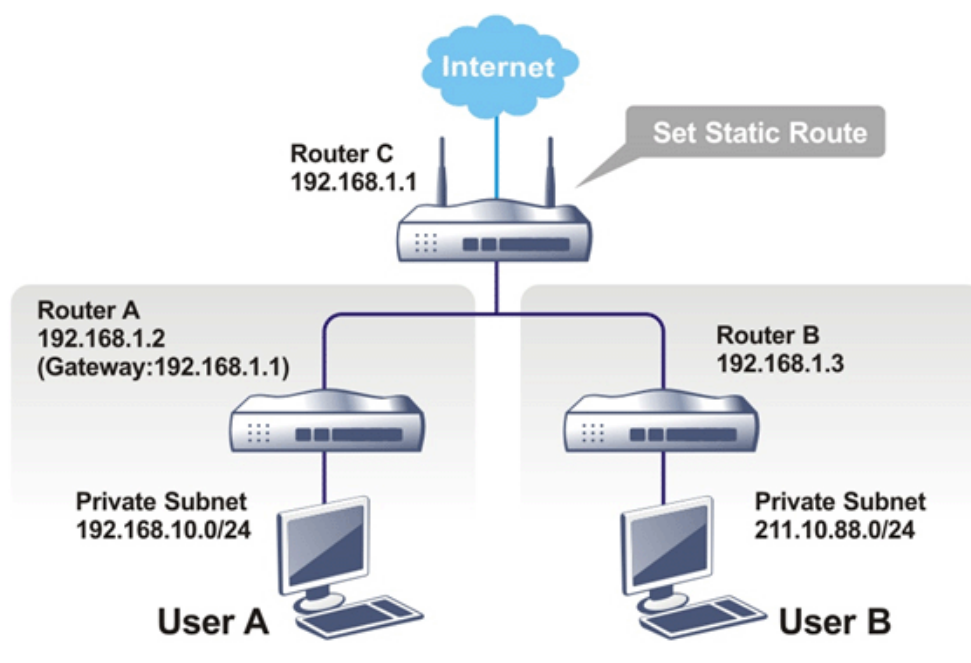 Internet
Set Static Route
Router C
192.168.1.1
Router A
192.168.1.2
(Gateway:192.168.1.1)
Router B
192.168.1.3
Private Subnet
192.168.10.0/24
Private Subnet
211.10.88.0/24
User A
User B